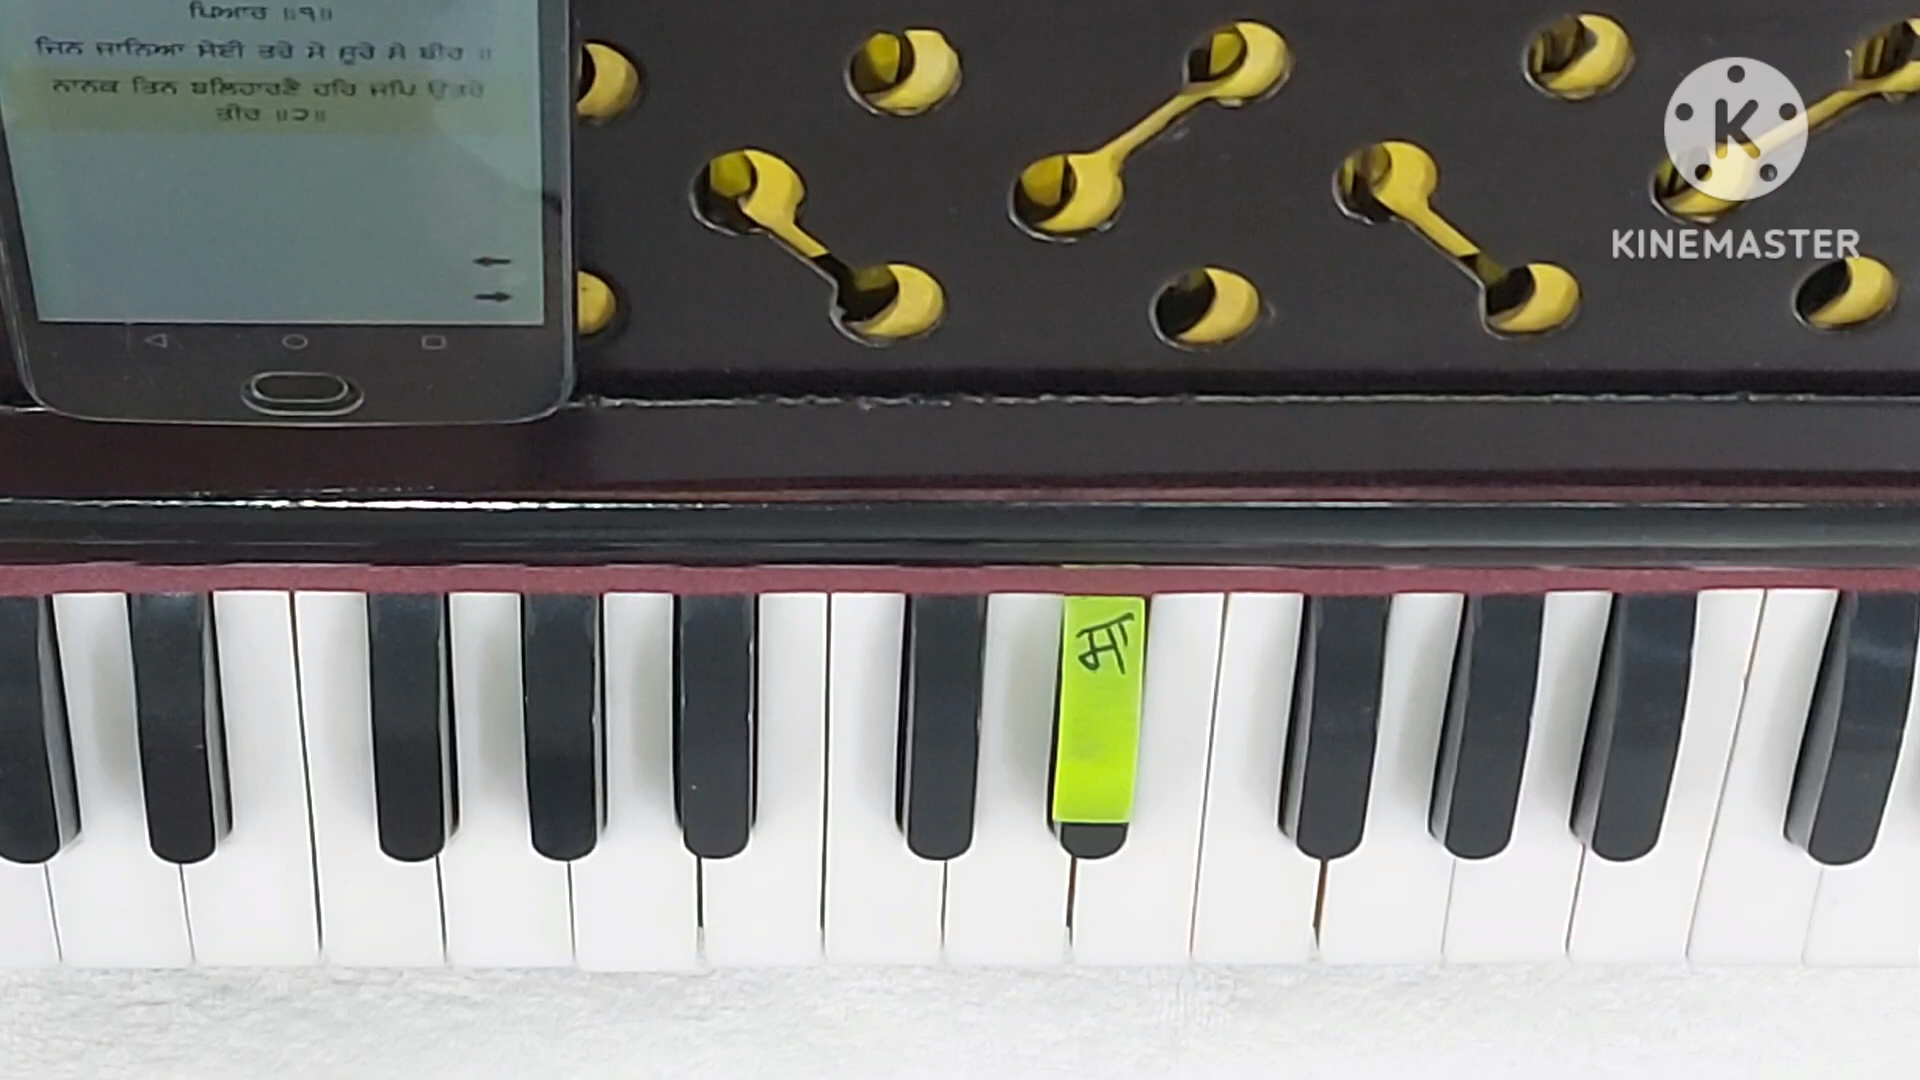 ਪਿਆਰ ॥੧॥
ਜਿਨ ਜਾਨਿਆ ਸੇਈ ਤਰੇ ਸੇ ਸੂਰੇ ਸੇ ਬੀਰ ॥
ਨਾਨਕ ਤਿਨ ਬਲਿਹਾਰਣੈ ਹਰਿ ਜਪਿ ਉਤਰੇ
ਤੀਰ ॥੨॥
K
KINEMASTER
ਸਾ